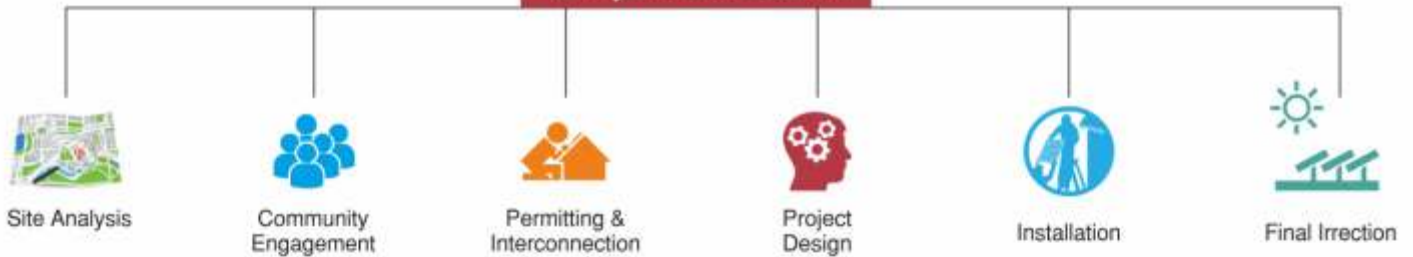 Site Analysis
Community
Engagement
Permitting &
Interconnection
Project
Design
Installation
Final Irrection